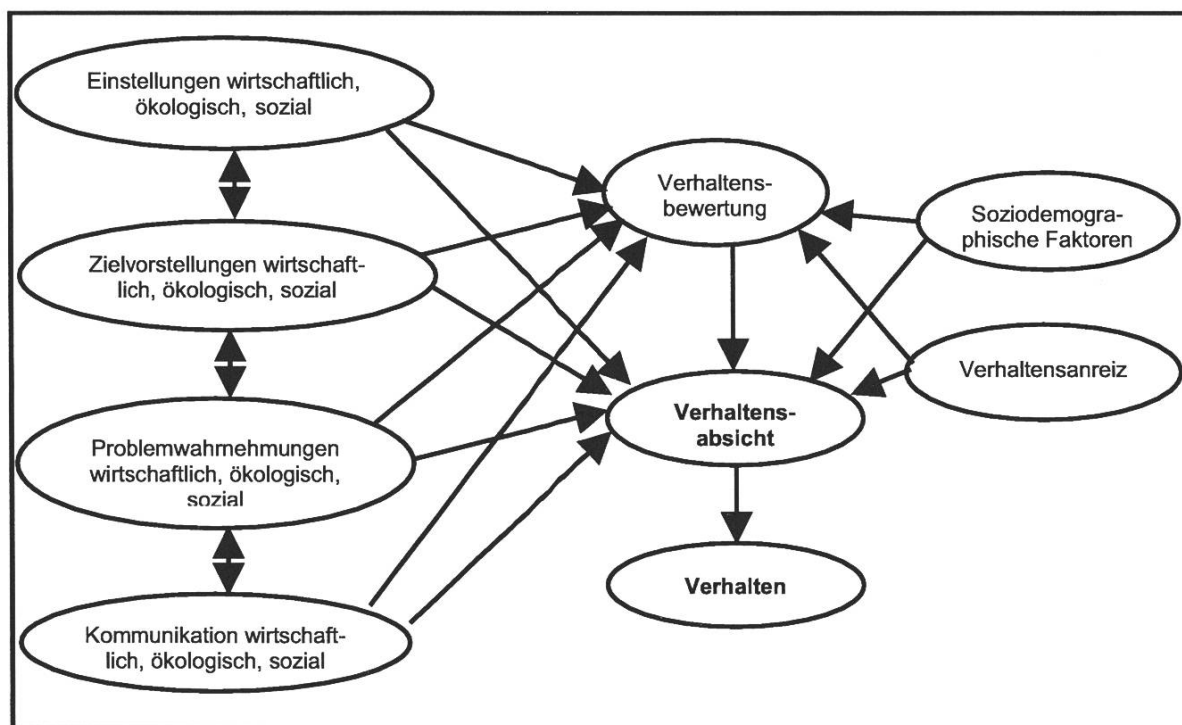 Einstellungen wirtschaftlich,
ökologisch, sozial
Zielvorstellungen wirtschaft-
lich, ökologisch, sozial
Problemwahrnehmungen
wirtschaftlich, ökologisch,
sozial
Kommunikation wirtschaft-
lich, ökologisch, sozial
Verhaltens-
bewertung
Verhaltens-
absicht
Verhalten
Soziodemogra-
phische Faktoren
Verhaltensanreiz